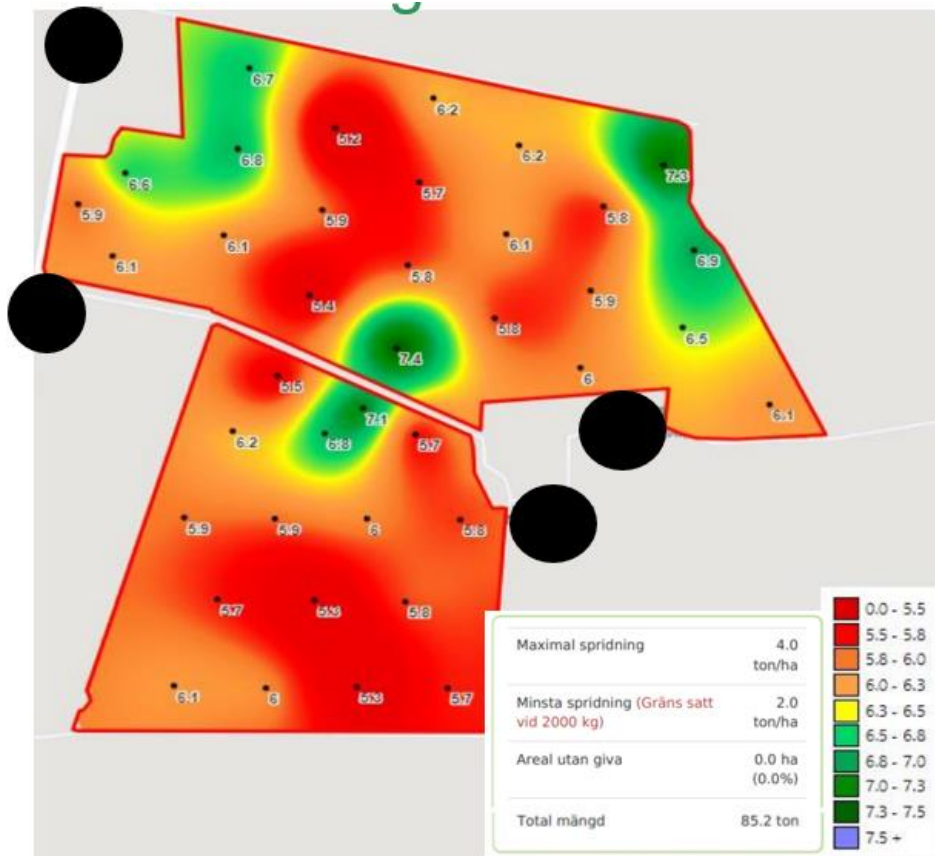 g
6.7
6.2
5.2
6.2
6.8
7.3
6.6
5.7
5.9
5.9
5.8
6.1
6.1
6.9
6.1
5.8
5.4
5.9
5.8
6.5
7.4
6
5.5
6.1
7.1
6.2
6.8
5.7
5.9
5.9
6
5.8
5.7
5.3
5.8
6.1
6
5.3
5.7
Maximal spridning 4.0
ton/ha
Minsta spridning (Gräns satt 2.0
vid 2000 kg) ton/ha
Areal utan giva 0.0 ha
(0.0%)
Total mängd 85.2 ton
0.0 - 5.5
5.5 - 5.8
5.8 - 6.0
6.0 - 6.3
6.3 - 6.5
6.5 - 6.8
6.8 - 7.0
7.0 - 7.3
7.3 - 7.5
7.5 +